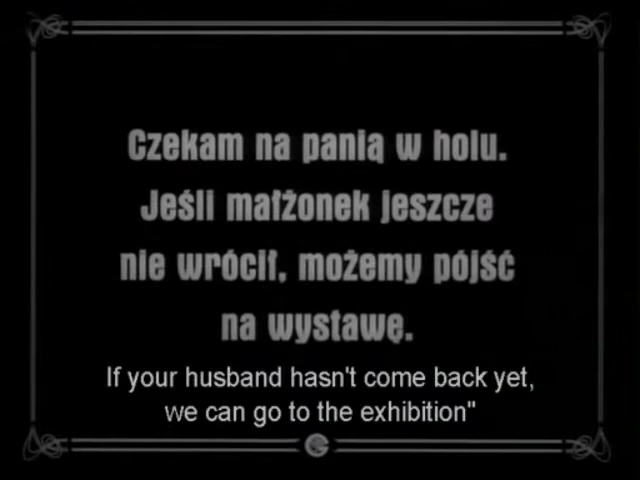 Czekam na panią w holu.
Jeśli małżonek jeszcze
nie wrócił, możemy pójść
na wystawę.
If your husband hasn't come back yet,
we can go to the exhibition"